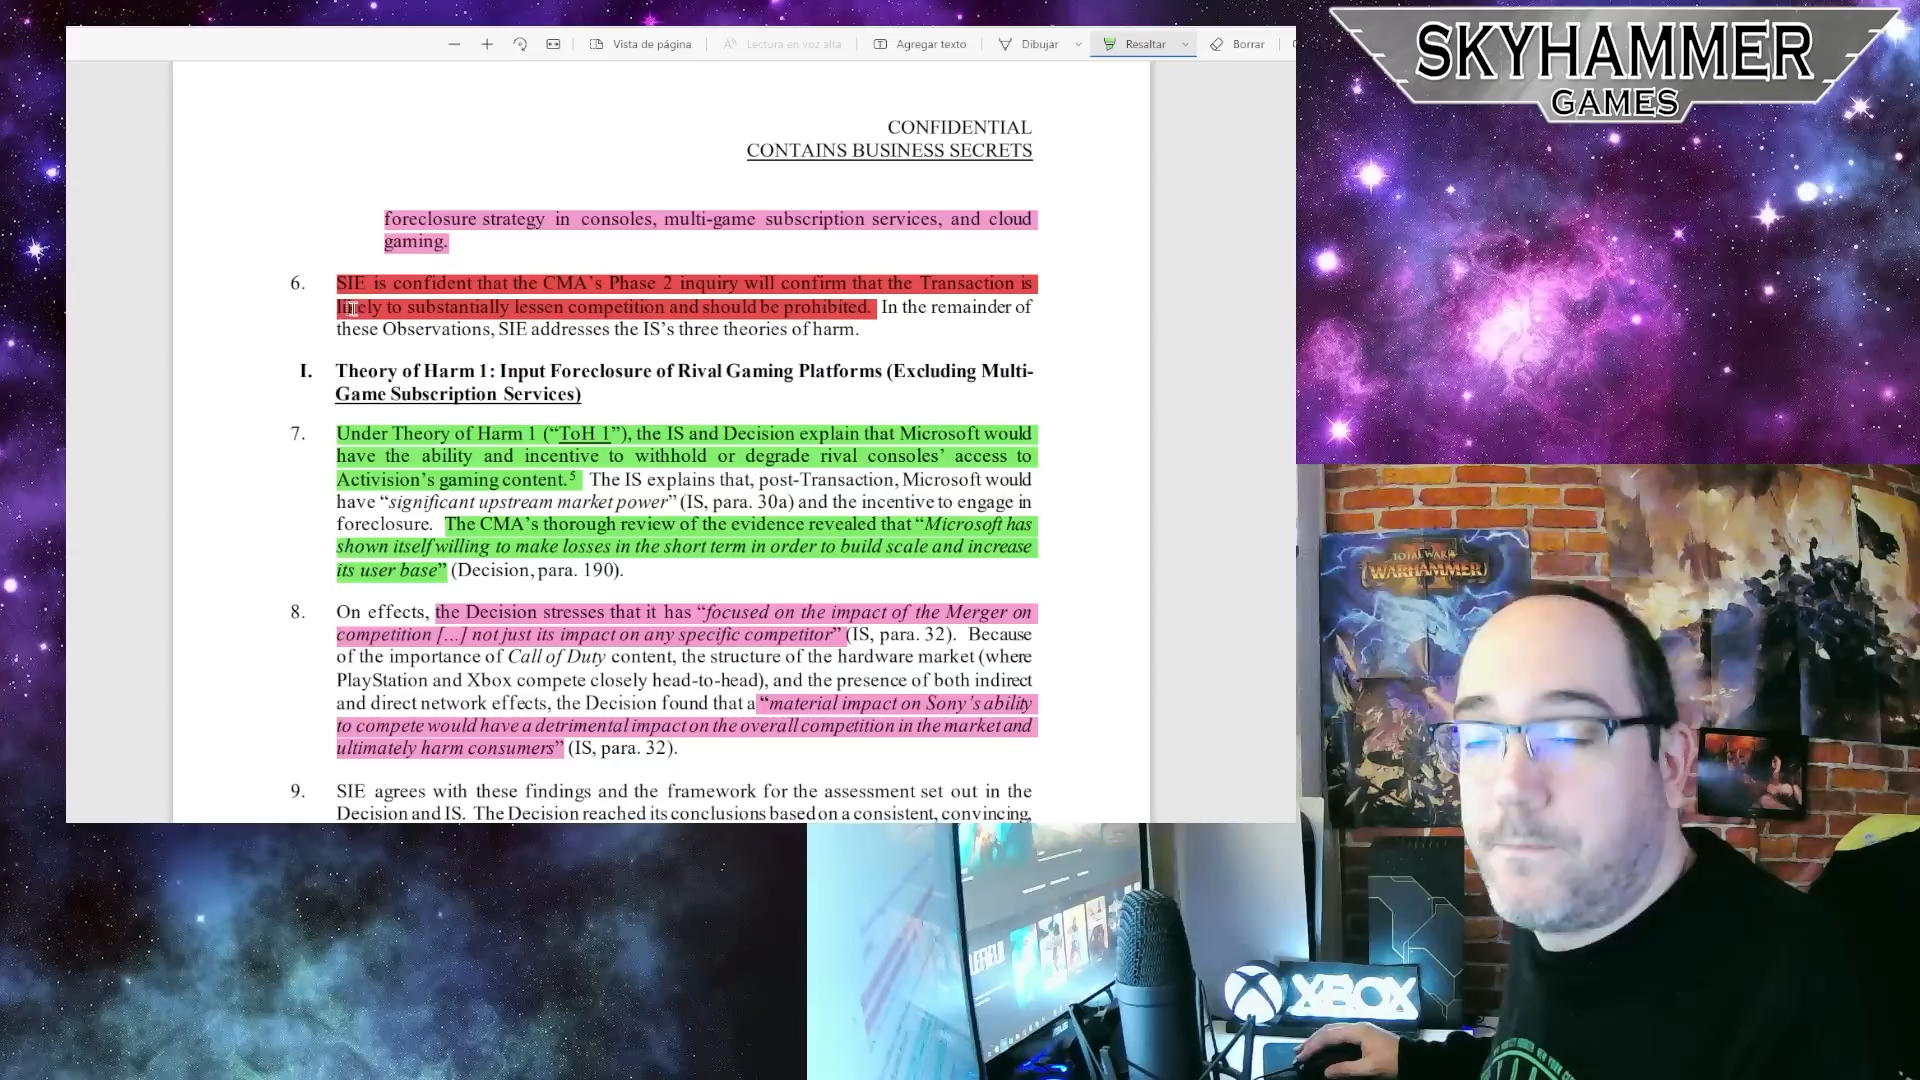 Vista de página
Lectura en voz alta
Agregar texto
Dibujar
Resaltar
Borrar
SKYHAMMER
GAMES
CONFIDENTIAL
CONTAINS BUSINESS SECRETS
foreclosure strategy in consoles, multi-game subscription services, and cloud
gaming.
6. SIE is confident that the CMA's Phase 2 inquiry will confirm that the Transaction is
likely to substantially lessen competition and should be prohibited. In the remainder of
these Observations, SIE addresses the IS's three theories of harm.
I. Theory of Harm 1: Input Foreclosure of Rival Gaming Platforms (Excluding Multi-
Game Subscription Services)
7. Under Theory of Harm 1 ("ToH 1"), the IS and Decision explain that Microsoft would
have the ability and incentive to withhold or degrade rival consoles' access to
Activision's gaming content.5 The IS explains that, post-Transaction, Microsoft would
have "significant upstream market power" (IS, para. 30a) and the incentive to engage in
foreclosure. The CMA's thorough review of the evidence revealed that "Microsoft has
shown itself willing to make losses in the short term in order to build scale and increase
its user base" (Decision, para. 190).
8. On effects, the Decision stresses that it has "focused on the impact of the Merger on
competition [...] not just its impact on any specific competitor" (IS, para. 32). Because
of the importance of Call of Duty content, the structure of the hardware market (where
PlayStation and Xbox compete closely head-to-head), and the presence of both indirect
and direct network effects, the Decision found that a "material impact on Sony's ability
to compete would have a detrimental impact on the overall competition in the market and
ultimately harm consumers" (IS, para. 32).
9. SIE agrees with these findings and the framework for the assessment set out in the
Decision and IS. The Decision reached its conclusions based on a consistent, convincing,
TOTAL WAR
WARHAMMER
XBOX